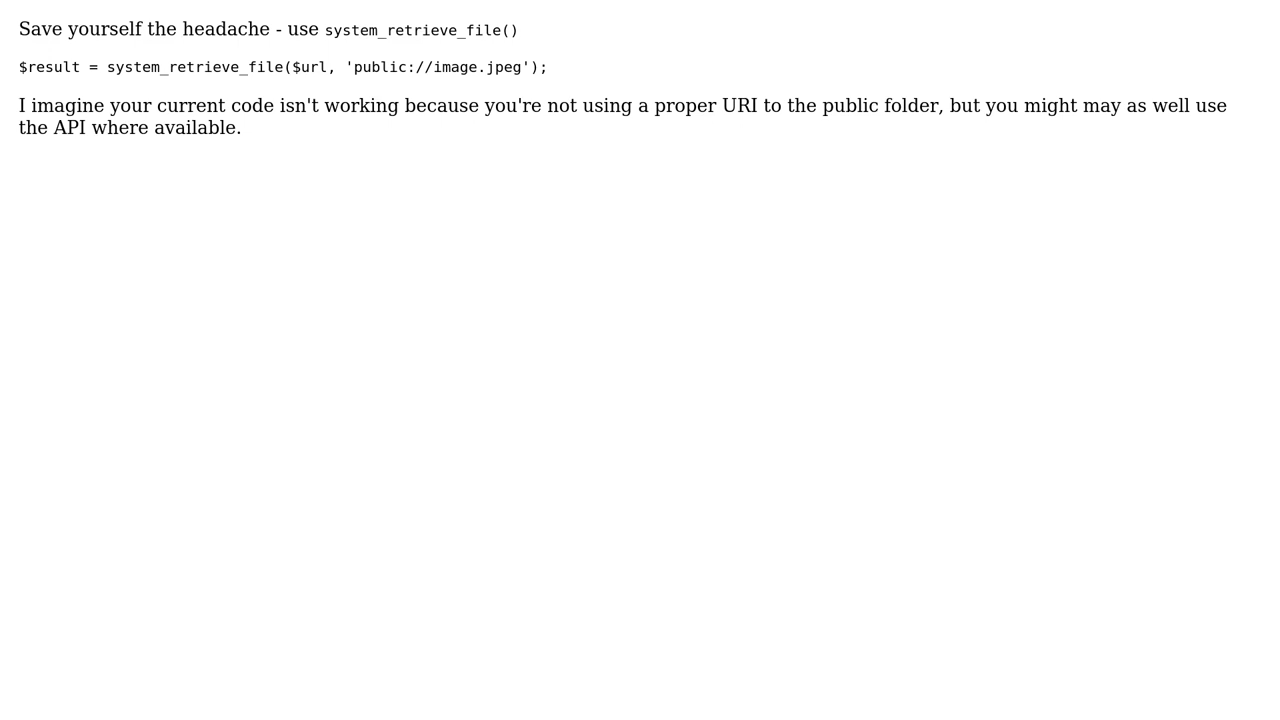 Save yourself the headache - use system_retrieve_file()
$result = system_retrieve_file($url, 'public://image.jpeg');
I imagine your current code isn't working because you're not using a proper URI to the public folder, but you might may as well use
the API where available.